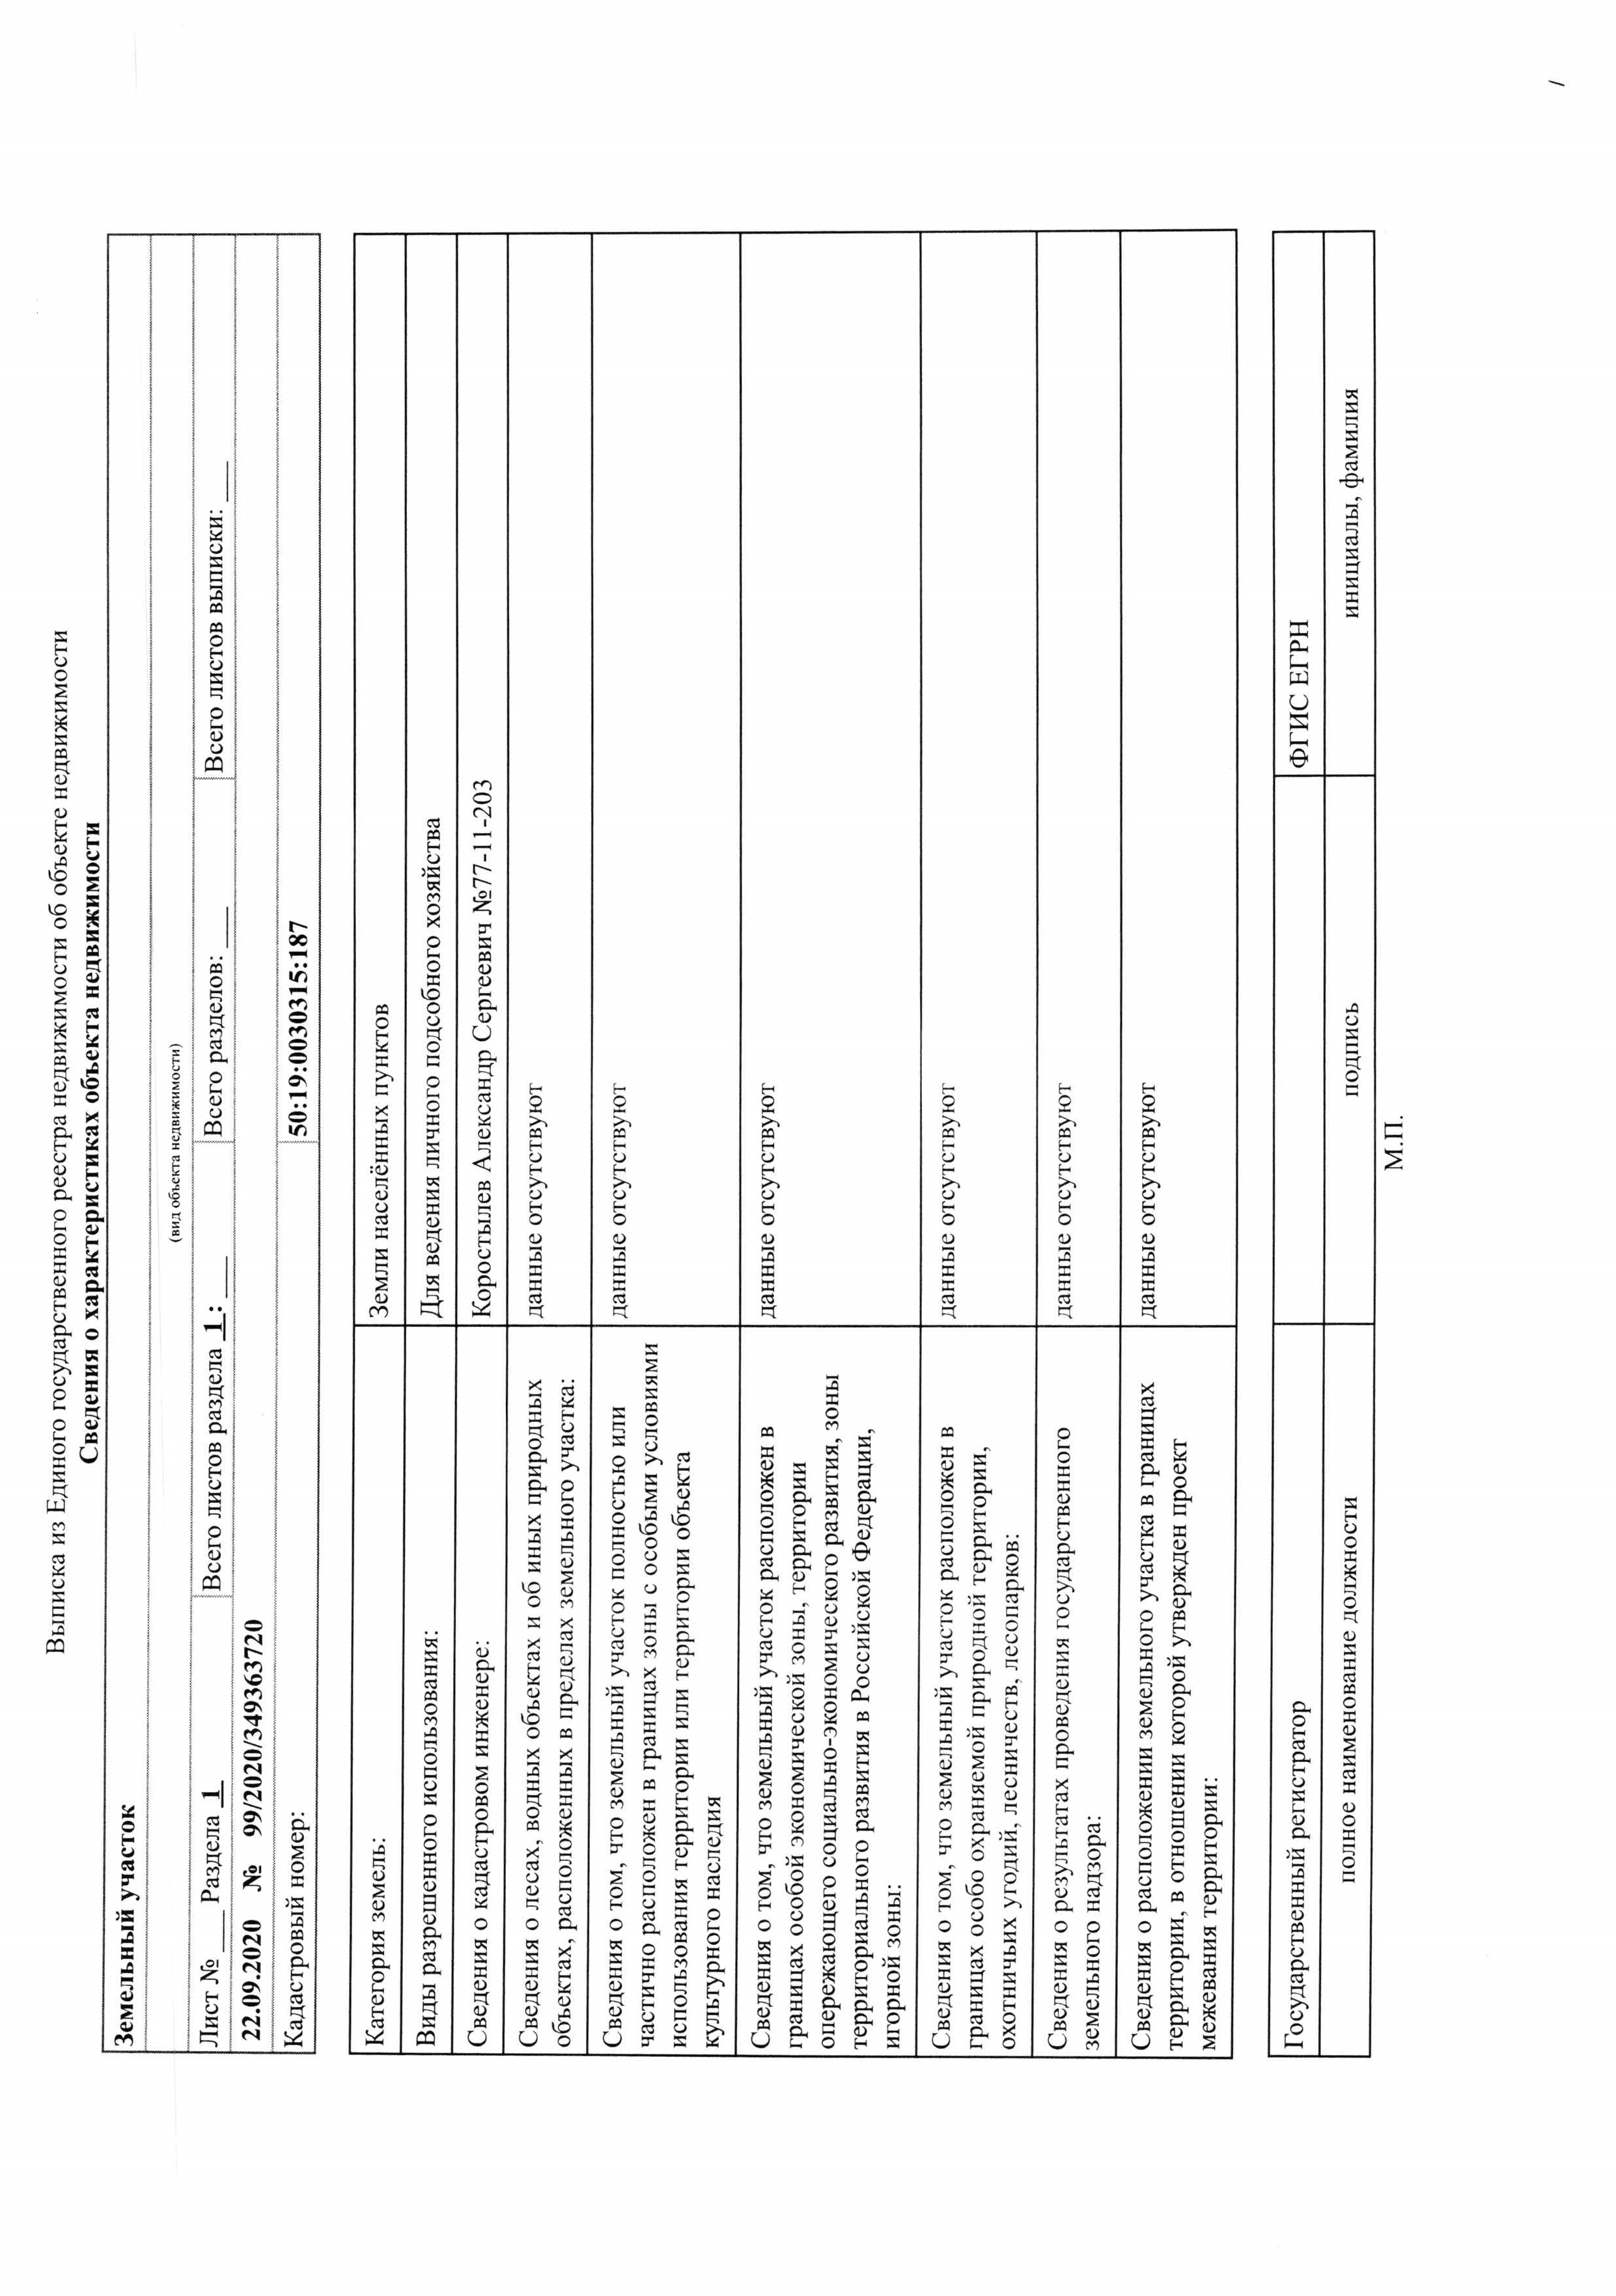 Выписка из Единого государственного реестра недвижимости об объекте недвижимости
Сведения о характеристиках объекта недвижимости
Земельный участок
(вид объекта недвижимости)
Лист № ___ Раздела 1 Всего листов раздела 1 : ___ Всего разделов: ___ Всего листов выписки: ___
22.09.2020 № 99/2020/349363720
Кадастровый номер: 50:19:0030315:187
Категория земель: Земли населённых пунктов
Виды разрешенного использования: Для ведения личного подсобного хозяйства
Сведения о кадастровом инженере: Коростылев Александр Сергеевич №77-11-203
Сведения о лесах, водных объектах и об иных природных данные отсутствуют
объектах, расположенных в пределах земельного участка:
Сведения о том, что земельный участок полностью или данные отсутствуют
частично расположен в границах зоны с особыми условиями
использования территории или территории объекта
культурного наследия
Сведения о том, что земельный участок расположен в данные отсутствуют
границах особой экономической зоны, территории
опережающего социально-экономического развития, зоны
территориального развития в Российской Федерации,
игорной зоны:
Сведения о том, что земельный участок расположен в данные отсутствуют
границах особо охраняемой природной территории,
охотничьих угодий, лесничеств, лесопарков:
Сведения о результатах проведения государственного данные отсутствуют
земельного надзора:
Сведения о расположении земельного участка в границах данные отсутствуют
территории, в отношении которой утвержден проект
межевания территории:
Государственный регистратор ФГИС ЕГРН
полное наименование должности подпись инициалы, фамилия
М.П.